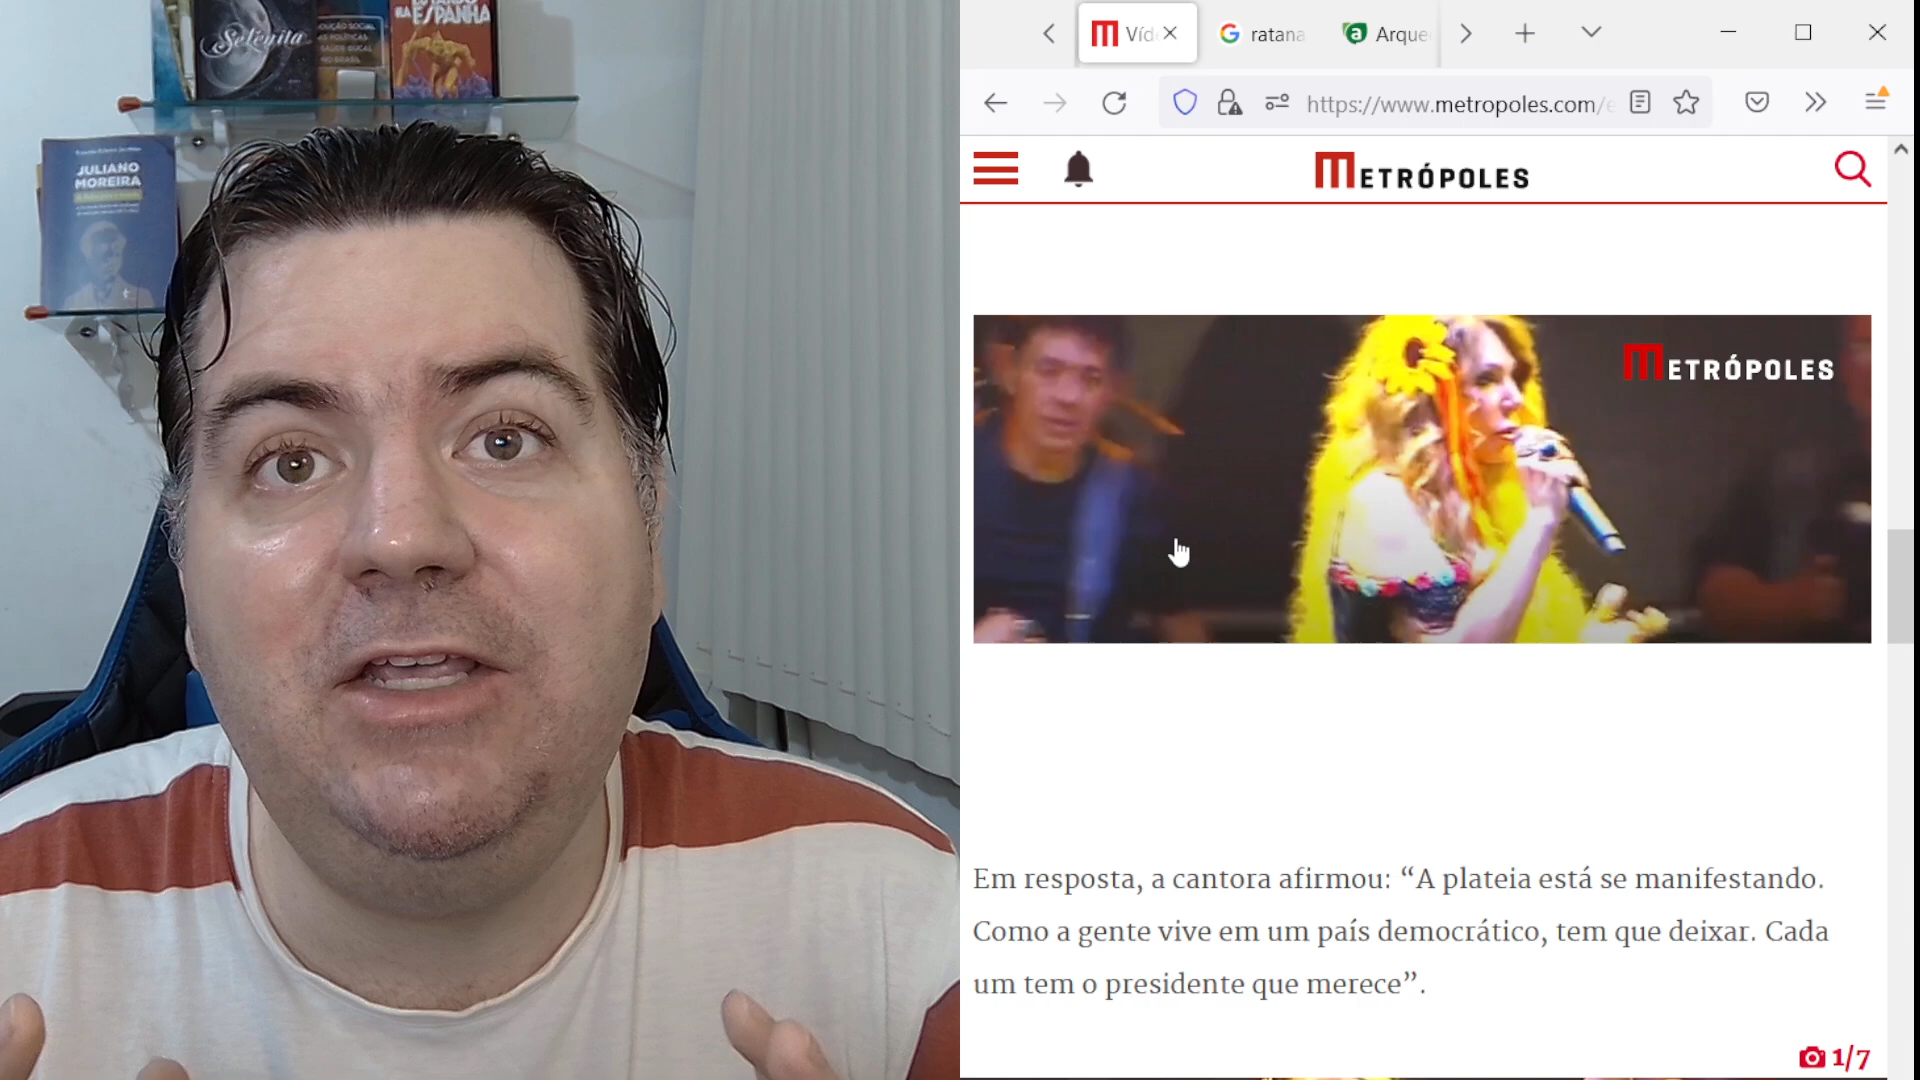 Selenita
ESPANHA
JULIANO
MOREIRA
Víd
ratana
Arque
https://www.metropoles.com/e
METRÓPOLES
METRÓPOLES
Em resposta, a cantora afirmou: “A plateia está se manifestando.
Como a gente vive em um país democrático, tem que deixar. Cada
um tem o presidente que merece”.
1/7